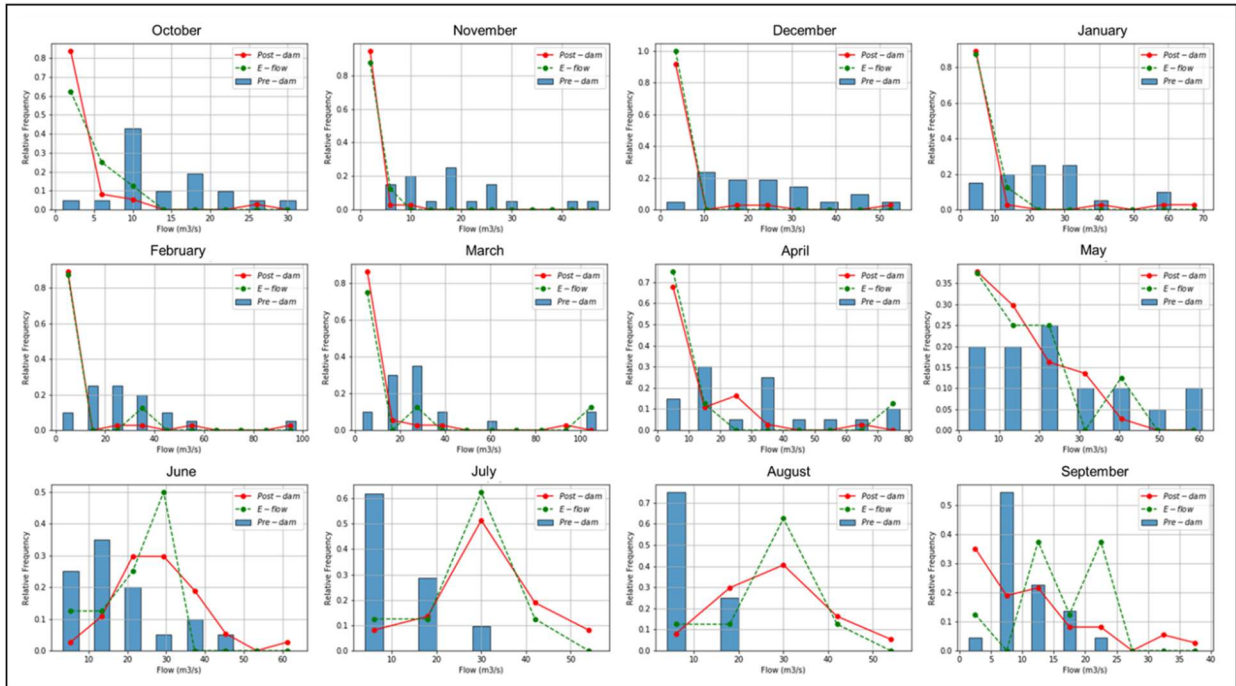 October
November
December
January
Post – dam
E – flow
Pre – dam
Post – dam
E – flow
Pre – dam
Post – dam
E – flow
Pre – dam
Post – dam
E – flow
Pre – dam
Relative Frequency
Relative Frequency
Relative Frequency
Relative Frequency
0.8
0.7
0.6
0.5
0.4
0.3
0.2
0.1
0.0
0.8
0.6
0.4
0.2
0.0
1.0
0.8
0.6
0.4
0.2
0.0
0.8
0.6
0.4
0.2
0.0
0 5 10 15 20 25 30
0 10 20 30 40
0 10 20 30 40 50
0 10 20 30 40 50 60 70
Flow (m3/s)
Flow (m3/s)
Flow (m3/s)
Flow (m3/s)
February
March
April
May
Post – dam
E – flow
Pre – dam
Post – dam
E – flow
Pre – dam
Post – dam
E – flow
Pre – dam
Post – dam
E – flow
Pre – dam
Relative Frequency
Relative Frequency
Relative Frequency
Relative Frequency
0.8
0.6
0.4
0.2
0.0
0.8
0.6
0.4
0.2
0.0
0.8
0.7
0.6
0.5
0.4
0.3
0.2
0.1
0.0
0.35
0.30
0.25
0.20
0.15
0.10
0.05
0.00
0 20 40 60 80 100
0 20 40 60 80 100
0 10 20 30 40 50 60 70 80
0 10 20 30 40 50 60
Flow (m3/s)
Flow (m3/s)
Flow (m3/s)
Flow (m3/s)
June
July
August
September
Post – dam
E – flow
Pre – dam
Post – dam
E – flow
Pre – dam
Post – dam
E – flow
Pre – dam
Post – dam
E – flow
Pre – dam
Relative Frequency
Relative Frequency
Relative Frequency
Relative Frequency
0.5
0.4
0.3
0.2
0.1
0.0
0.6
0.5
0.4
0.3
0.2
0.1
0.0
0.7
0.6
0.5
0.4
0.3
0.2
0.1
0.0
0.5
0.4
0.3
0.2
0.1
0.0
10 20 30 40 50 60
10 20 30 40 50
10 20 30 40 50
0 5 10 15 20 25 30 35 40
Flow (m3/s)
Flow (m3/s)
Flow (m3/s)
Flow (m3/s)